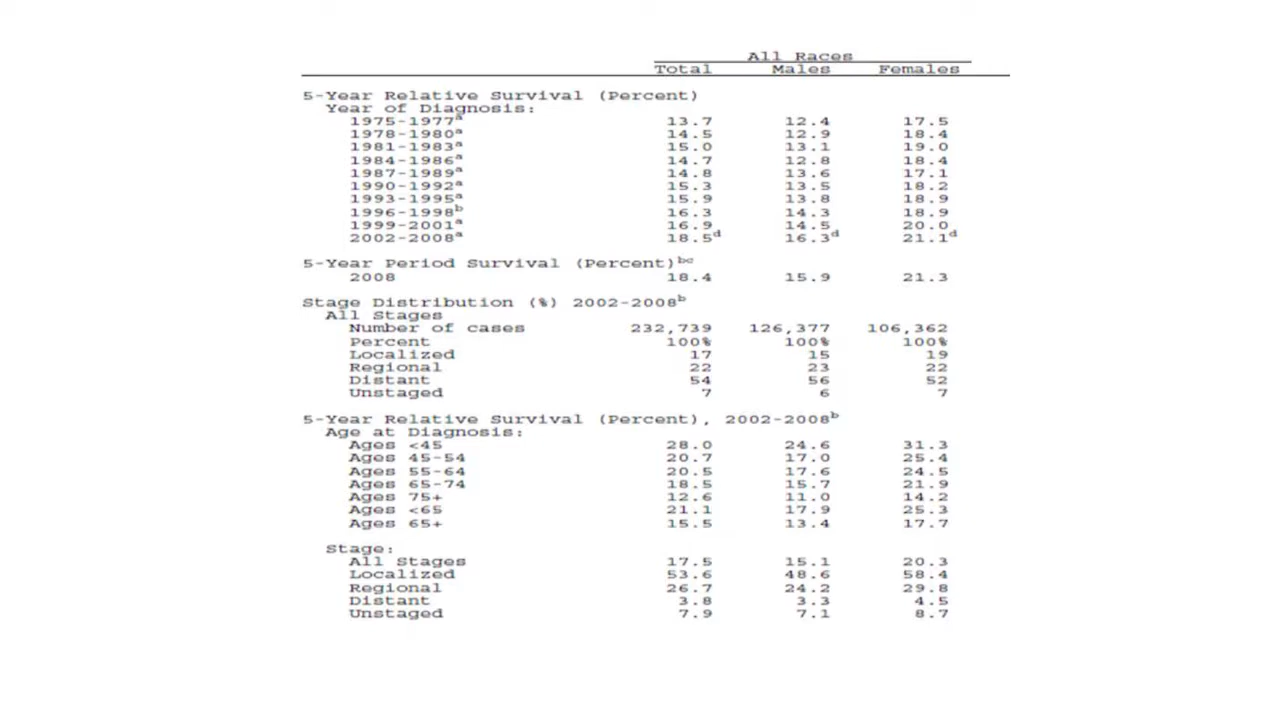 All Races
Total Males Females
5-Year Relative Survival (Percent)
Year of Diagnosis:
1975-1977a 13.7 12.4 17.5
1978-1980a 14.5 12.9 18.4
1981-1983a 15.0 13.1 19.0
1984-1986a 14.7 12.8 18.4
1987-1989a 14.8 13.6 17.1
1990-1992a 15.3 13.5 18.2
1993-1995a 15.9 13.8 18.9
1996-1998b 16.3 14.3 18.9
1999-2001a 16.9 14.5 20.0
2002-2008a 18.5d 16.3d 21.1d
5-Year Period Survival (Percent)bc
2008 18.4 15.9 21.3
Stage Distribution (%) 2002-2008b
All Stages
Number of cases 232,739 126,377 106,362
Percent 100% 100% 100%
Localized 17 15 19
Regional 22 23 22
Distant 54 56 52
Unstaged 7 6 7
5-Year Relative Survival (Percent), 2002-2008b
Age at Diagnosis:
Ages <45 28.0 24.6 31.3
Ages 45-54 20.7 17.0 25.4
Ages 55-64 20.5 17.6 24.5
Ages 65-74 18.5 15.7 21.9
Ages 75+ 12.6 11.0 14.2
Ages <65 21.1 17.9 25.3
Ages 65+ 15.5 13.4 17.7
Stage:
All Stages 17.5 15.1 20.3
Localized 53.6 48.6 58.4
Regional 26.7 24.2 29.8
Distant 3.8 3.3 4.5
Unstaged 7.9 7.1 8.7